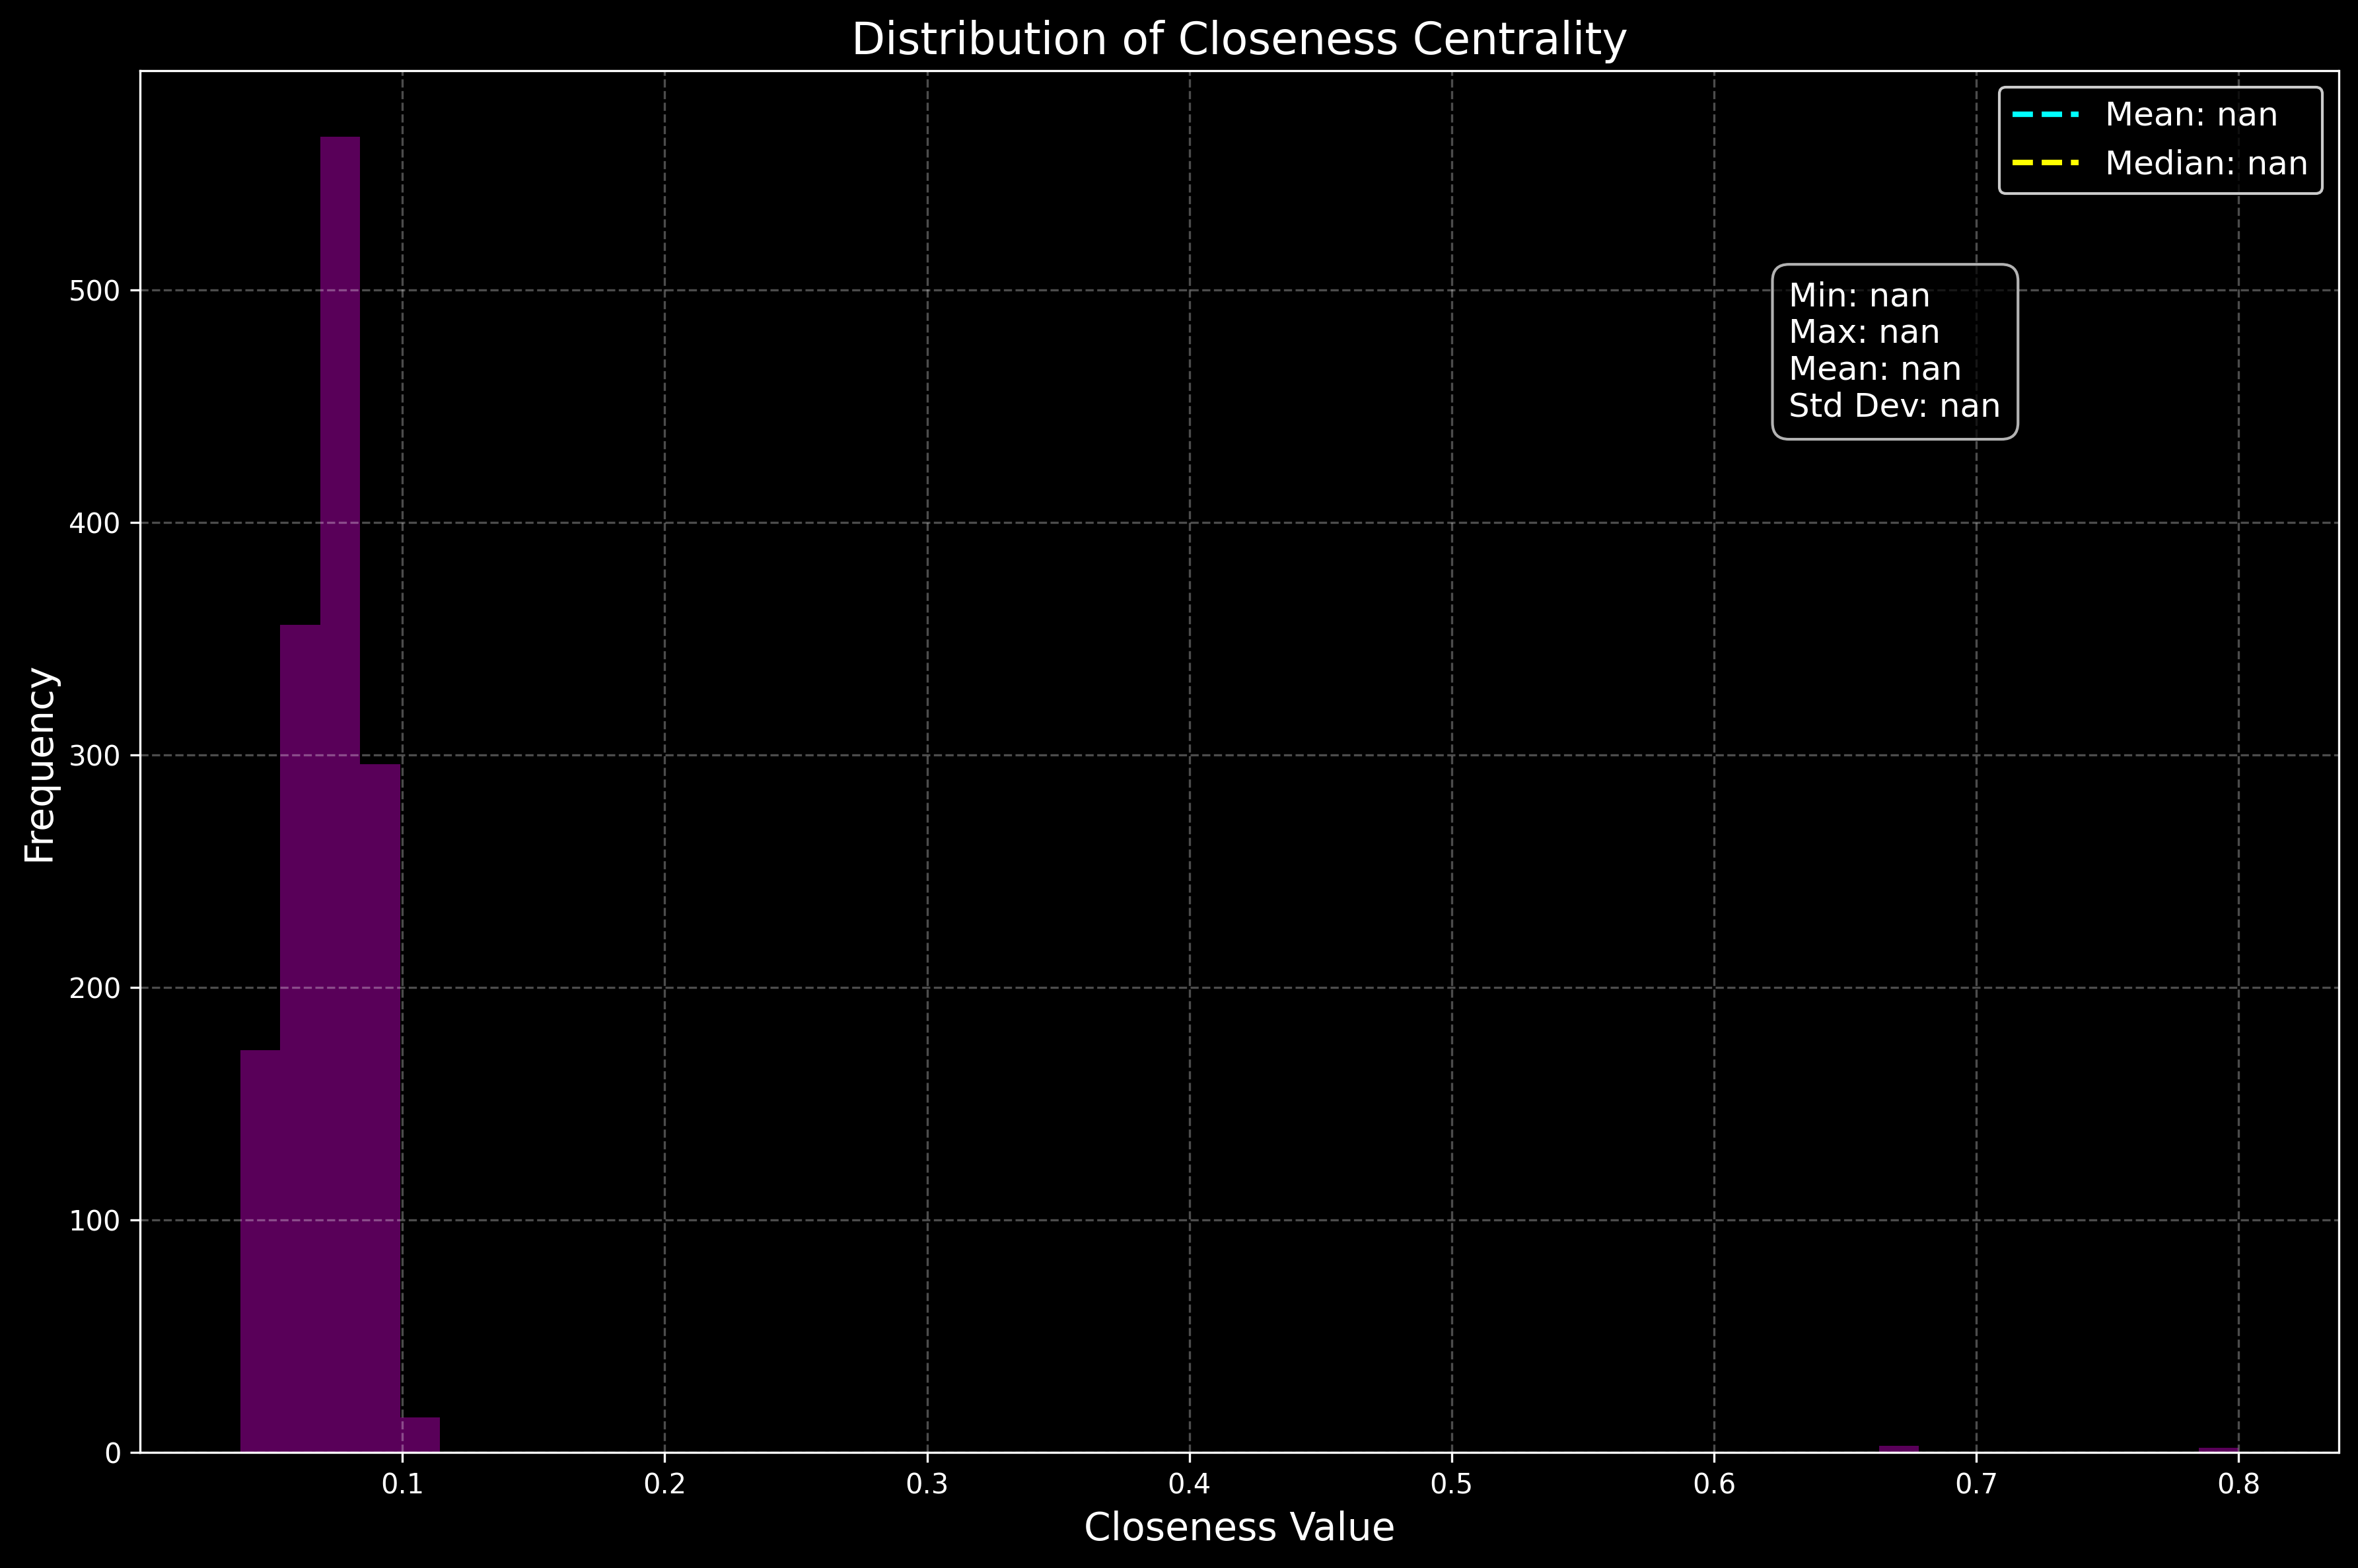 Distribution of Closeness Centrality
Mean: nan
Median: nan
Min: nan
Max: nan
Mean: nan
Std Dev: nan
Frequency
500
400
300
200
100
0
0.1 0.2 0.3 0.4 0.5 0.6 0.7 0.8
Closeness Value